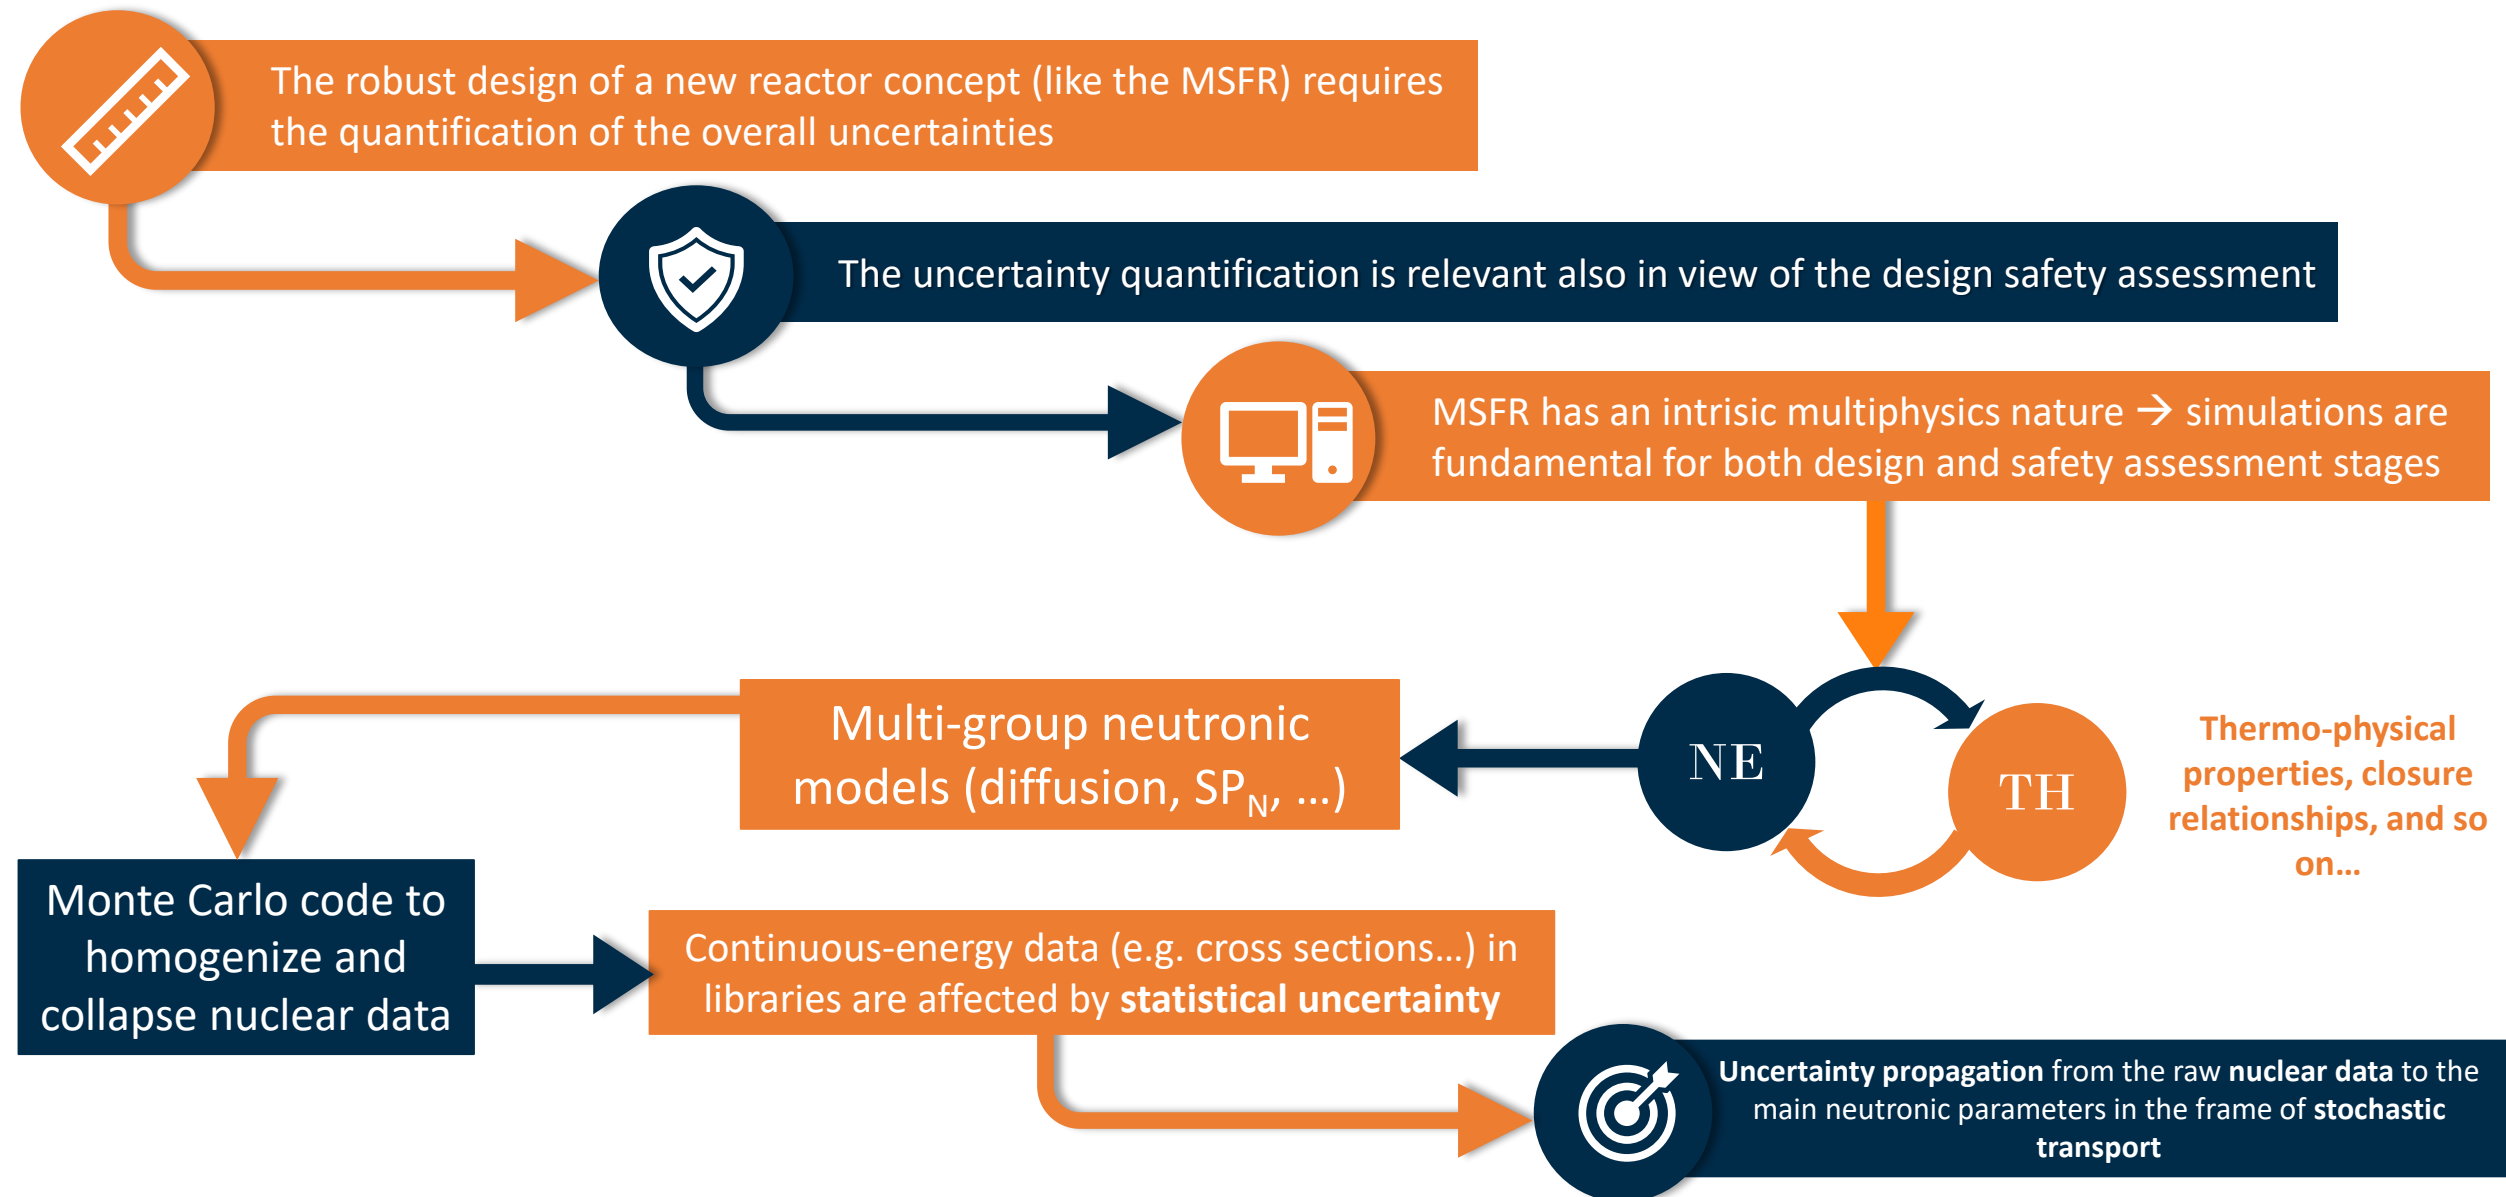 The robust design of a new reactor concept (like the MSFR) requires
the quantification of the overall uncertainties
The uncertainty quantification is relevant also in view of the design safety assessment
MSFR has an intrisic multiphysics nature → simulations are
fundamental for both design and safety assessment stages
NE
TH
Thermo-physical
properties, closure
relationships, and so
on...
Multi-group neutronic
models (diffusion, SPN, ...)
Monte Carlo code to
homogenize and
collapse nuclear data
Continuous-energy data (e.g. cross sections...) in
libraries are affected by statistical uncertainty
Uncertainty propagation from the raw nuclear data to the
main neutronic parameters in the frame of stochastic
transport